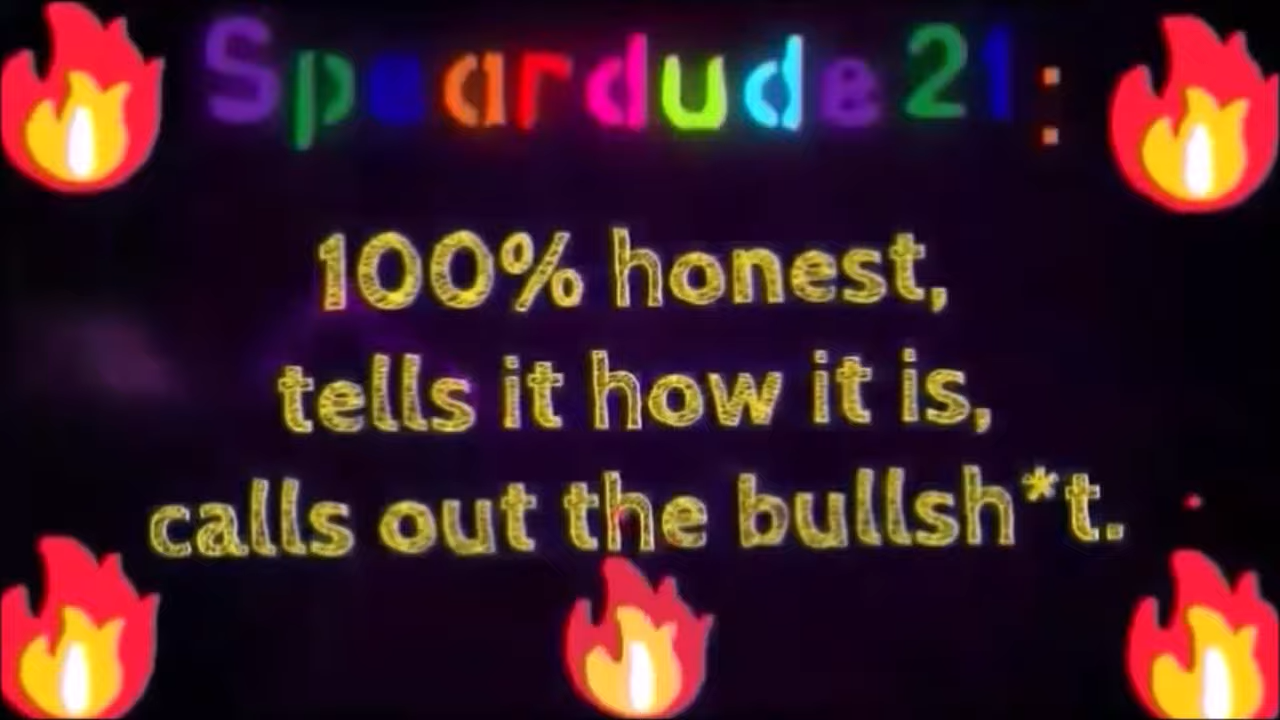 Speardude21:
100% honest,
tells it how it is,
calls out the bullsh*t.